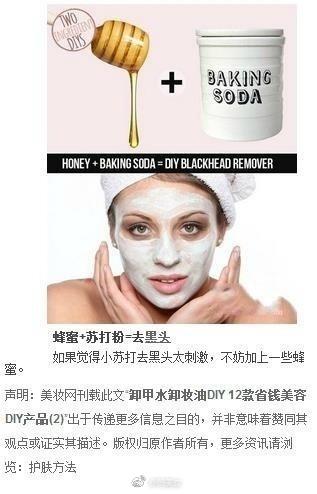 TWO
INGREDIENT
DIYS
BAKING
SODA
HONEY + BAKING SODA = DIY BLACKHEAD REMOVER
蜂蜜+苏打粉=去黑头
如果觉得小苏打去黑头太刺激，不妨加上一些蜂
蜜。
声明：美妆网刊载此文“卸甲水卸妆油DIY 12款省钱美容
DIY产品(2)”出于传递更多信息之目的，并非意味着赞同其
观点或证实其描述。版权归原作者所有，更多资讯请浏
览：护肤方法